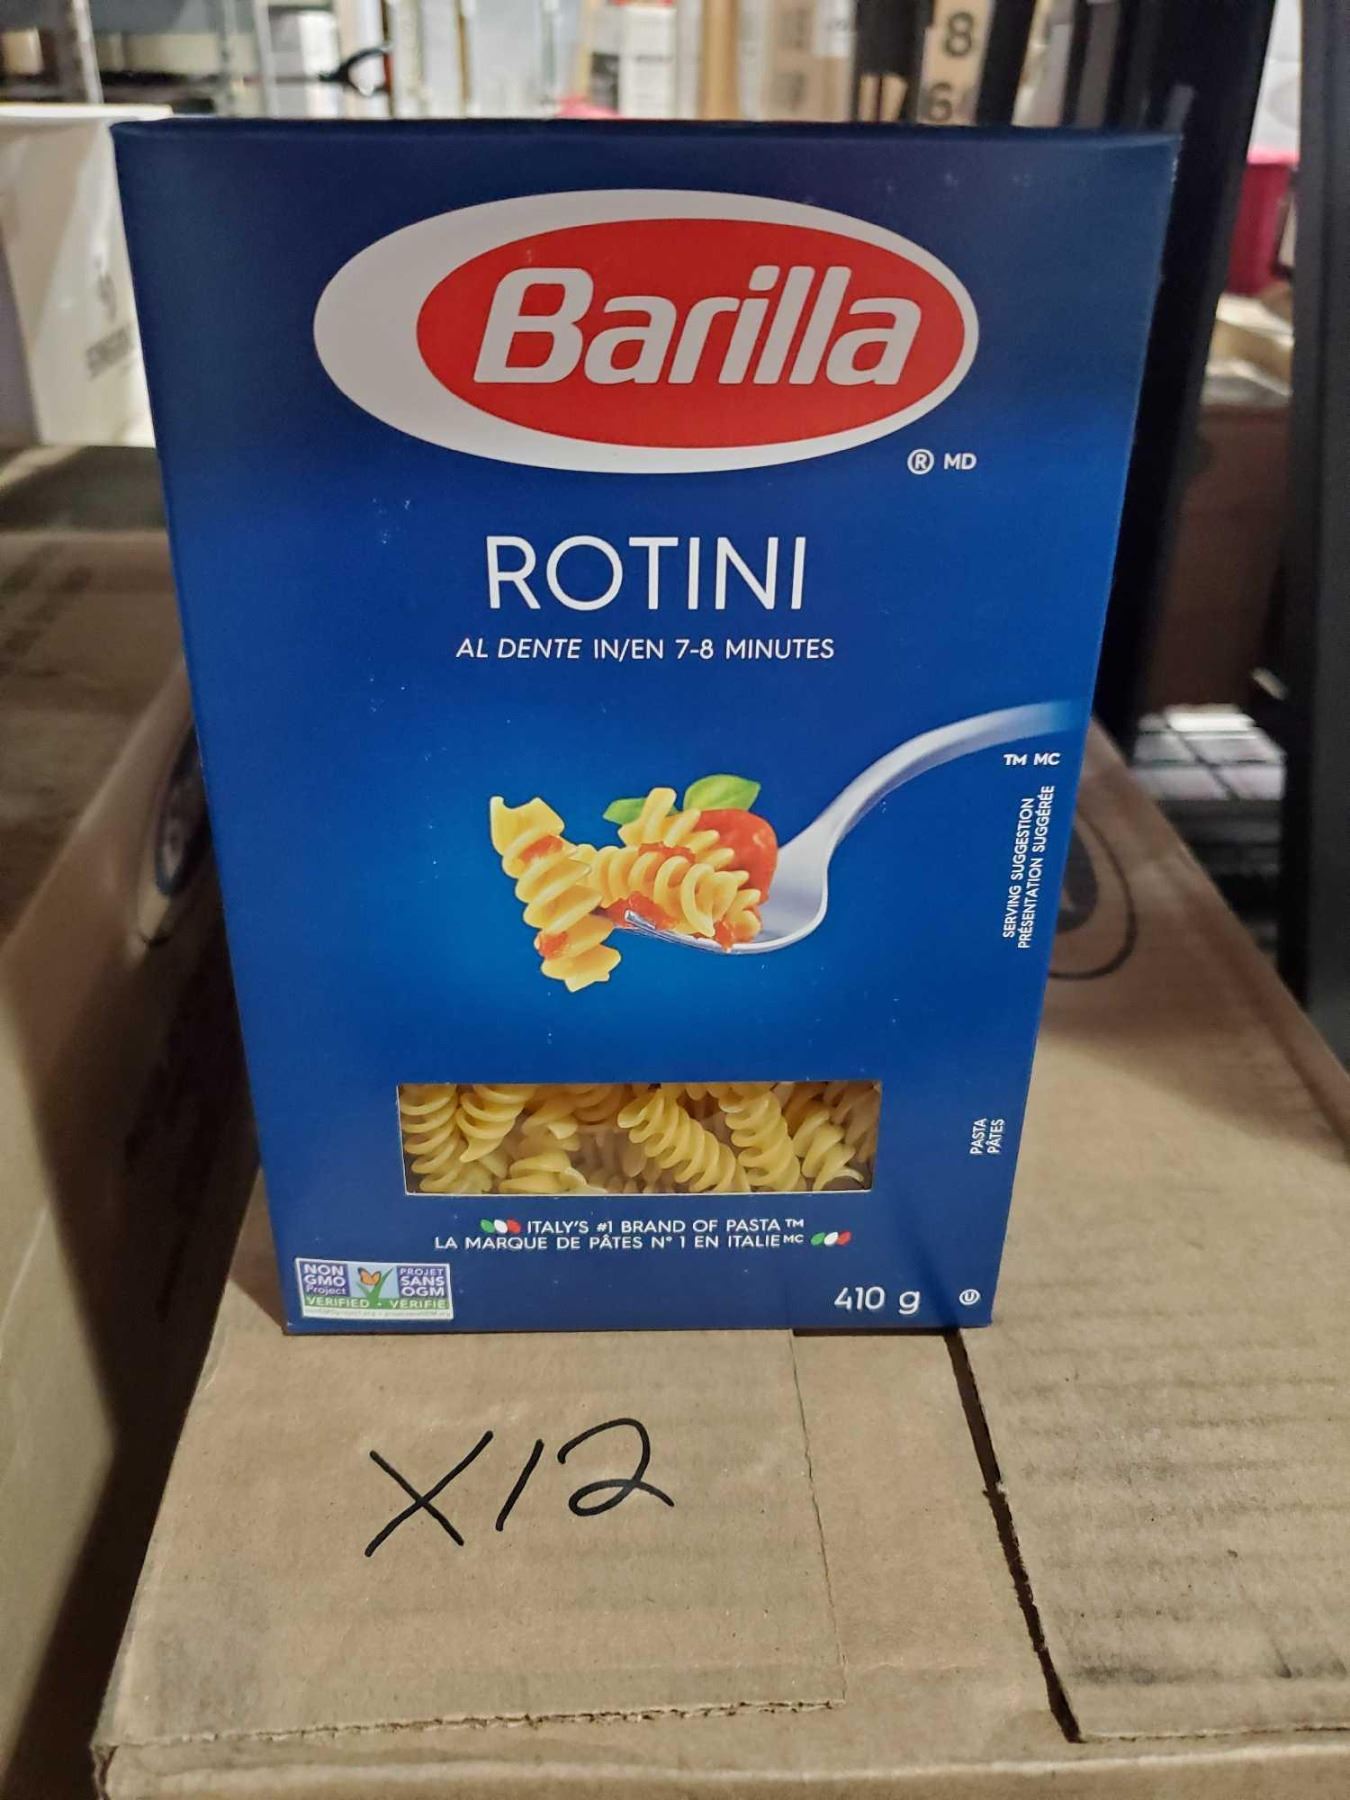 8
6
Barilla
® MD
ROTINI
AL DENTE IN/EN 7-8 MINUTES
TM MC
SERVING SUGGESTION
PRÉSENTATION SUGGÉRÉE
PASTA
PÂTES
ITALY'S #1 BRAND OF PASTA TM
LA MARQUE DE PÂTES N° 1 EN ITALIE MC
NON GMO Project VERIFIED
PROJET SANS OGM VÉRIFIÉ
410 g
U
X12